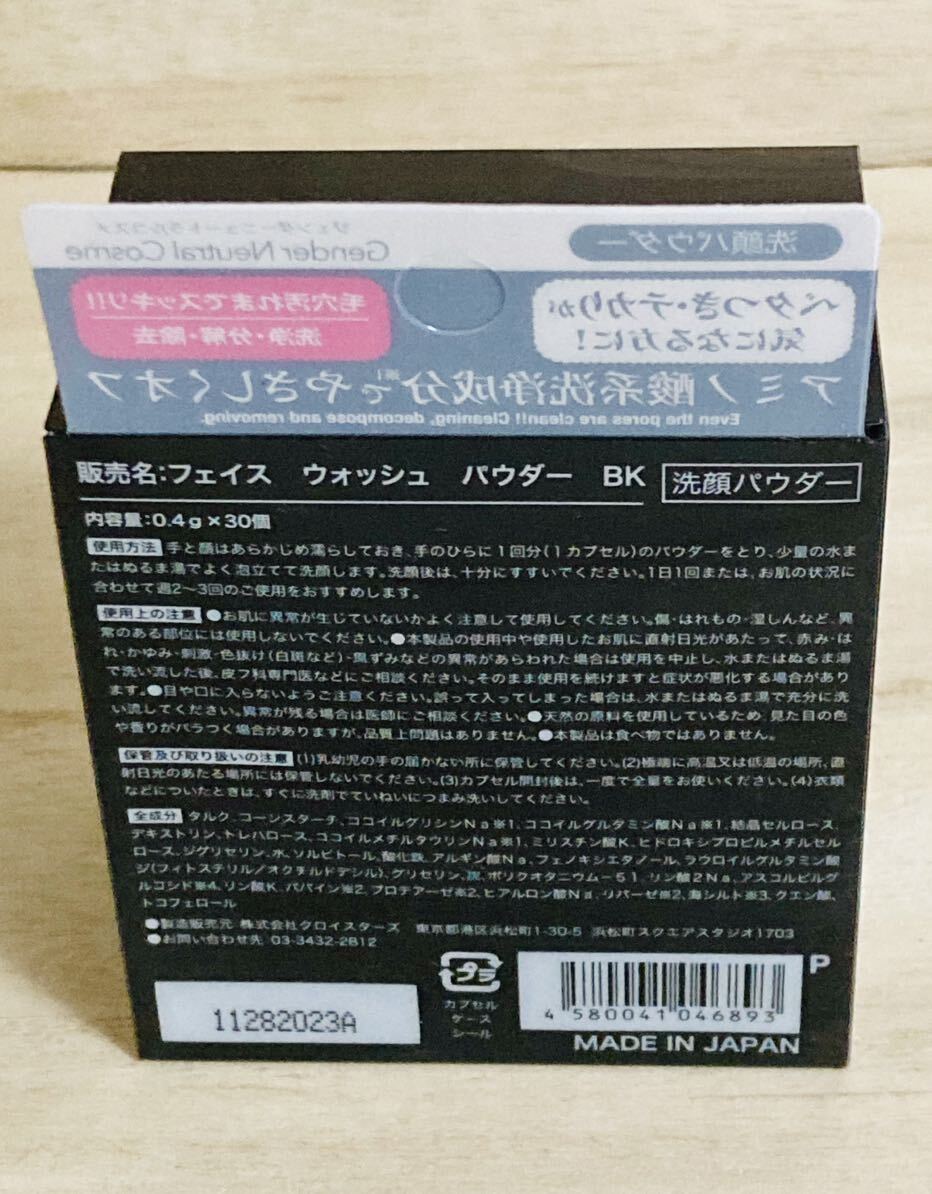 ジェンダーニュートラルコスメ
Gender Neutral Cosme
洗顔パウダー
毛穴汚れまでスッキリ!!
洗浄・分解・除去
ベタつき・テカリが
気になる方に!
アミノ酸系洗浄成分でやさしくオフ
Even the pores are clean!! Cleaning, decompose and removing.
販売名:フェイス ウォッシュ パウダー BK 洗顔パウダー
内容量:0.4g×30個
使用方法 手と顔はあらかじめ濡らしておき、手のひらに1回分(1カプセル)のパウダーをとり、少量の水ま
たはぬるま湯でよく泡立てて洗顔します。洗顔後は、十分にすすいでください。1日1回または、お肌の状況に
合わせて週2〜3回のご使用をおすすめします。
使用上の注意 ●お肌に異常が生じていないかよく注意して使用してください。傷・はれもの・湿しんなど、異
常のある部位には使用しないでください。●本製品の使用中や使用したお肌に直射日光があたって、赤み・は
れ・かゆみ・刺激・色抜け(白斑など)・黒ずみなどの異常があらわれた場合は使用を中止し、水またはぬるま湯
で洗い流した後、皮フ科専門医などにご相談ください。そのまま使用を続けますと症状が悪化する場合があり
ます。●目や口に入らないようご注意ください。誤って入ってしまった場合は、水またはぬるま湯で充分に洗
い流してください。異常が残る場合は医師にご相談ください。●天然の原料を使用しているため、見た目の色
や香りがバラつく場合がありますが、品質上問題はありません。●本製品は食べ物ではありません。
保管及び取り扱いの注意 (1)乳幼児の手の届かない所に保管してください。(2)極端に高温又は低温の場所、直
射日光のあたる場所には保管しないでください。(3)カプセル開封後は、一度で全量をお使いください。(4)衣類
などについたときは、すぐに洗剤でていねいにつまみ洗いしてください。
全成分 タルク、コーンスターチ、ココイルグリシンNa※1、ココイルグルタミン酸Na※1、結晶セルロース、
デキストリン、トレハロース、ココイルメチルタウリンNa※1、ミリスチン酸K、ヒドロキシプロピルメチルセル
ロース、ジグリセリン、水、ソルビトール、酸化鉄、アルギン酸Na、フェノキシエタノール、ラウロイルグルタミン酸
ジ(フィトステリル/オクチルドデシル)、グリセリン、炭、ポリクオタニウム－51、リン酸2Na、アスコルビルグ
ルコシド※4、リン酸K、パパイン※2、プロテアーゼ※2、ヒアルロン酸Na、リパーゼ※2、海シルト※3、クエン酸、
トコフェロール
●製造販売元 株式会社クロイスターズ 東京都港区浜松町1-30-5 浜松町スクエアスタジオ1703
●お問い合わせ先 03-3432-2812
プラ
カプセル
ケース
シール
P
4 580041 046893
11282023A
MADE IN JAPAN